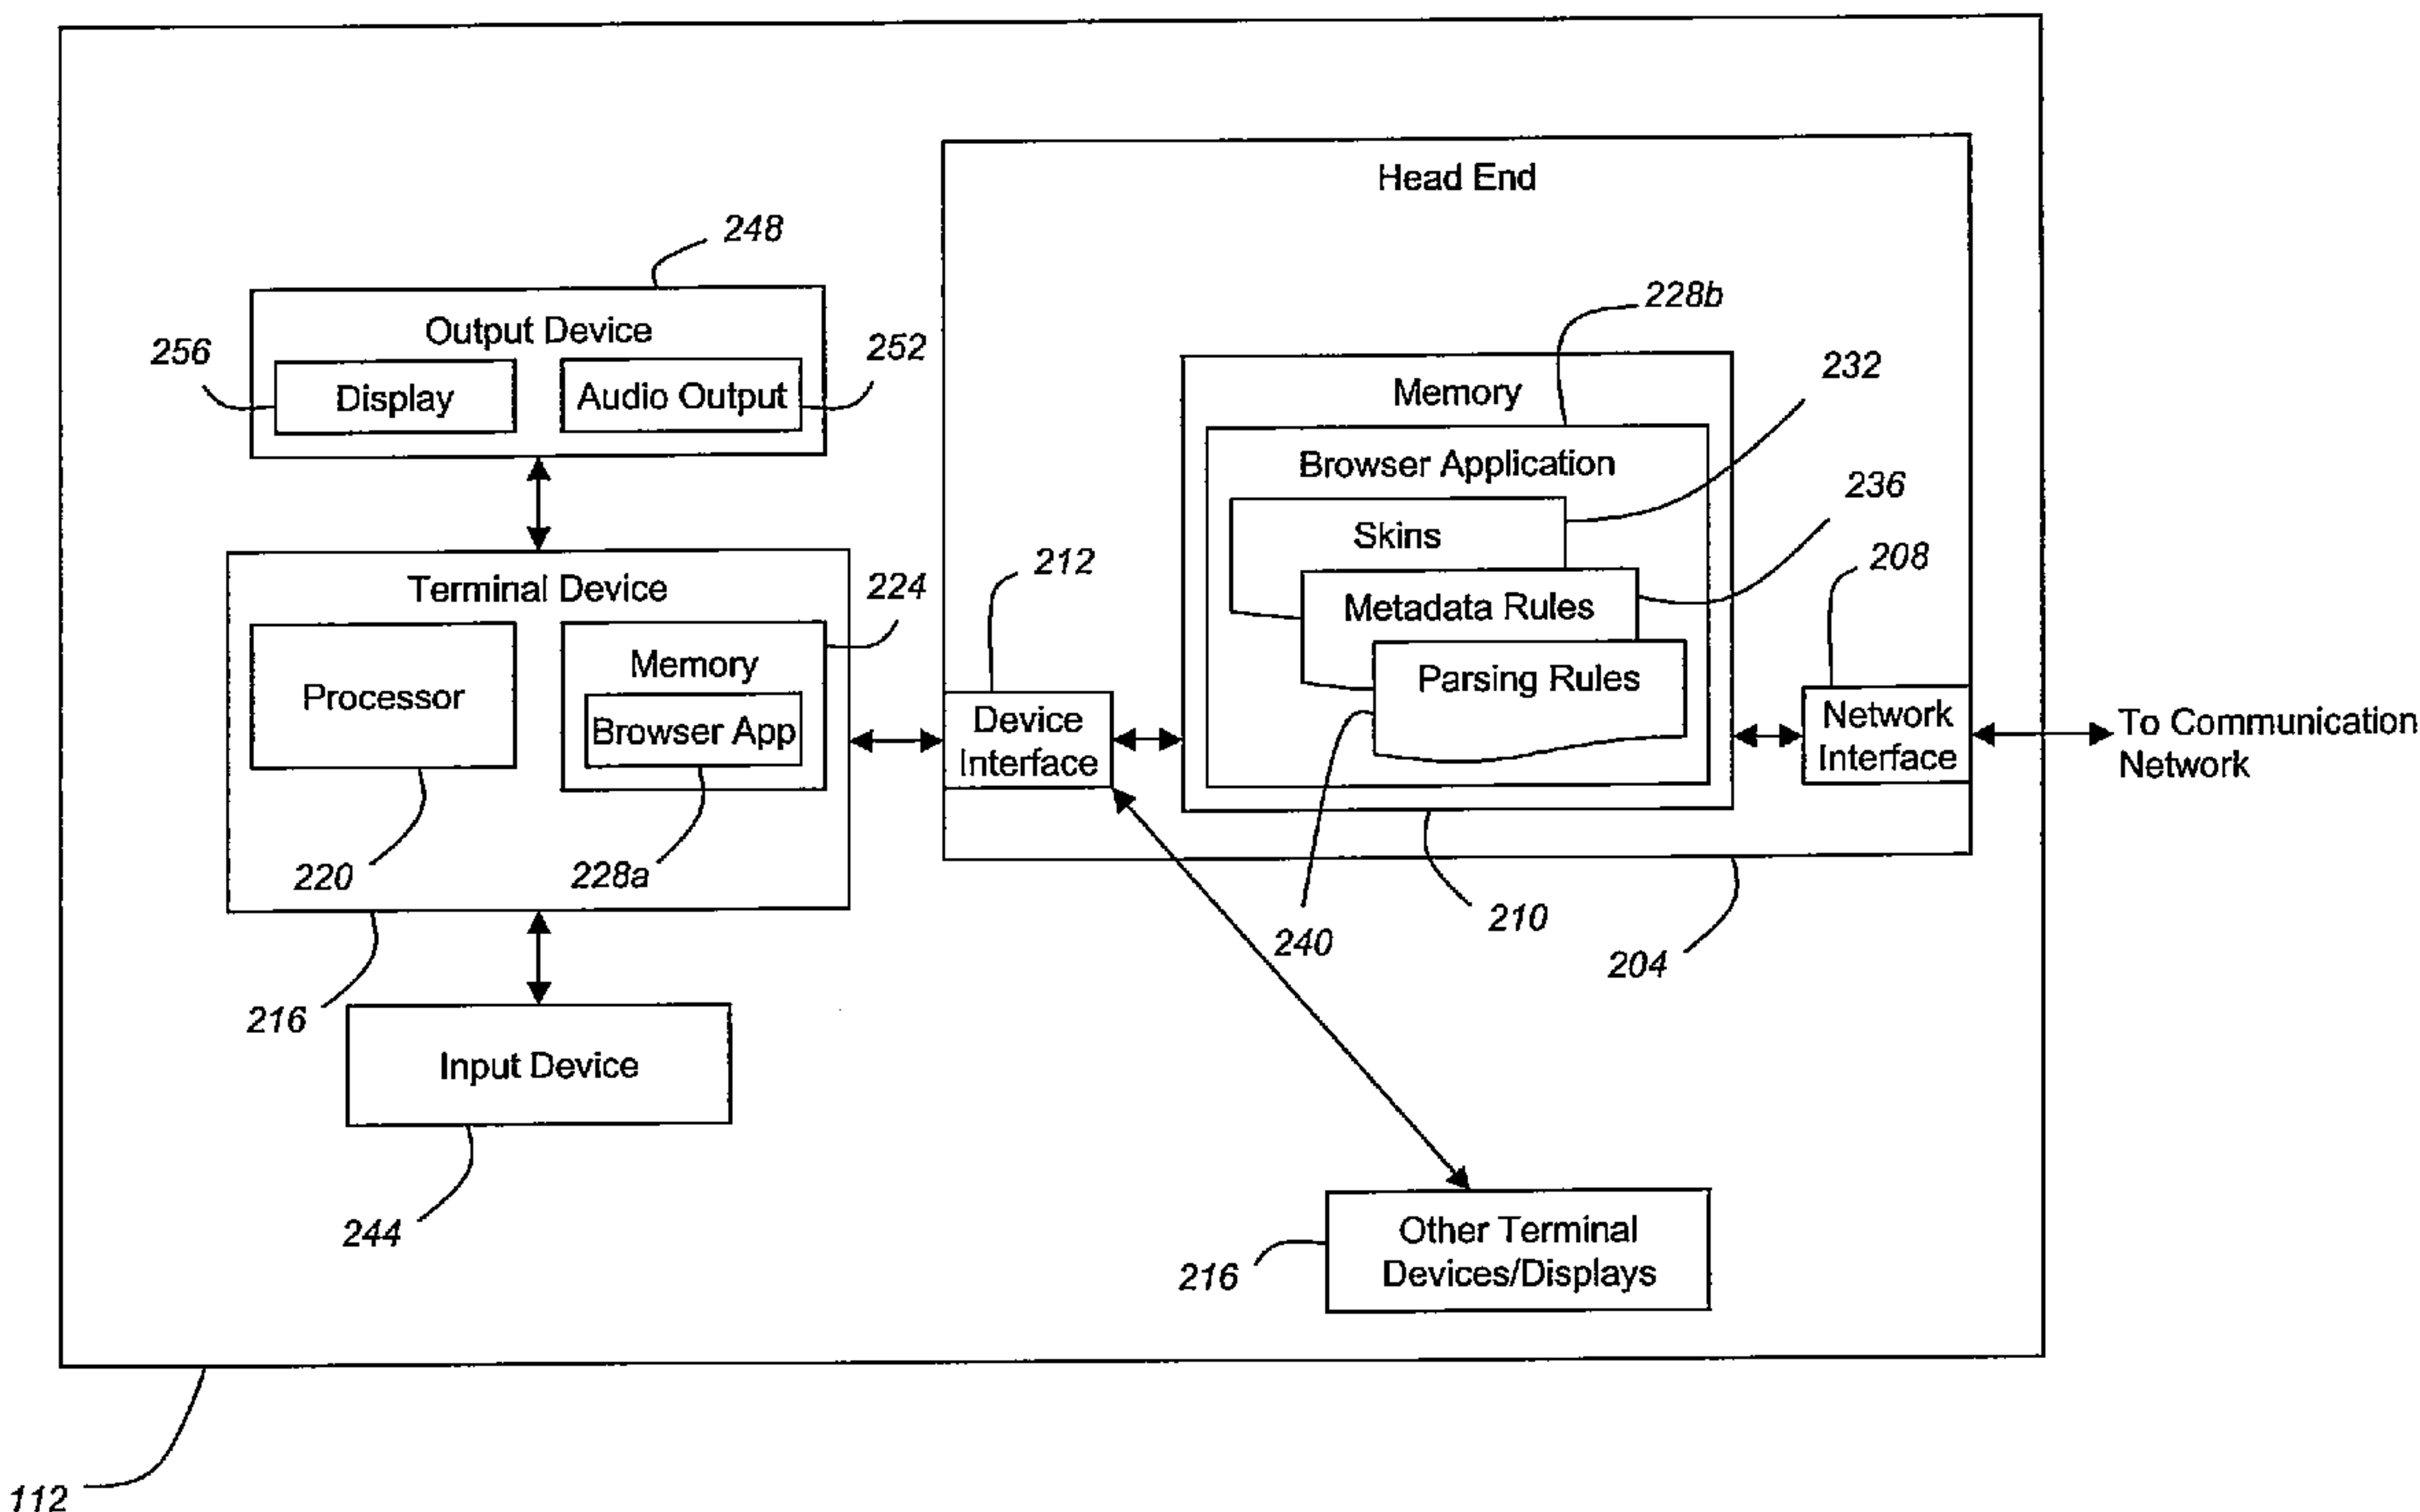 Head End
248
228b
Output Device
256
252
232
Display
Audio Output
Memory
Browser Application
236
Skins
212
208
Terminal Device
224
Metadata Rules
Memory
Parsing Rules
Processor
Browser App
Device
Interface
Network
Interface
To Communication
Network
220
228a
240
210
204
216
Input Device
244
216
Other Terminal
Devices/Displays
112